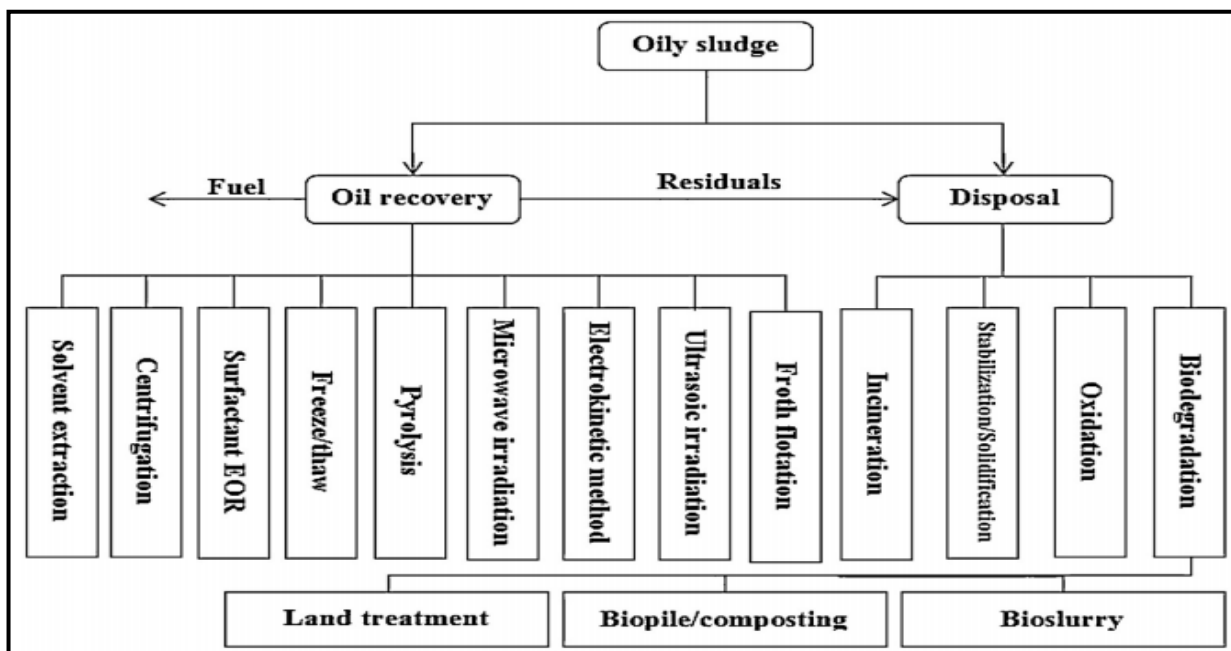 Oily sludge
Fuel
Oil recovery
Residuals
Disposal
Solvent extraction
Centrifugation
Surfactant EOR
Freeze/thaw
Pyrolysis
Microwave irradiation
Electrokinetic method
Ultrasoic irradiation
Froth flotation
Incineration
Stabilization/Solidification
Oxidation
Biodegradation
Land treatment
Biopile/composting
Bioslurry